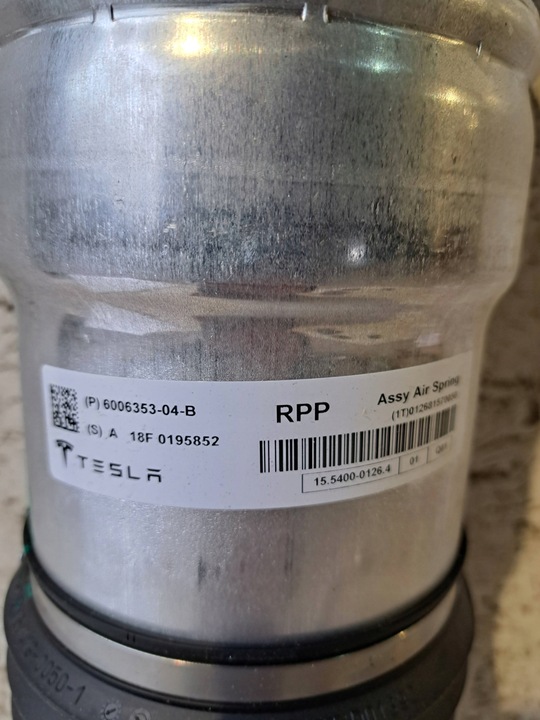 (P) 6006353-04-B
(S) A 18F 0195852
TESLA
RPP
Assy Air Spring
15.5400-0126.4
01